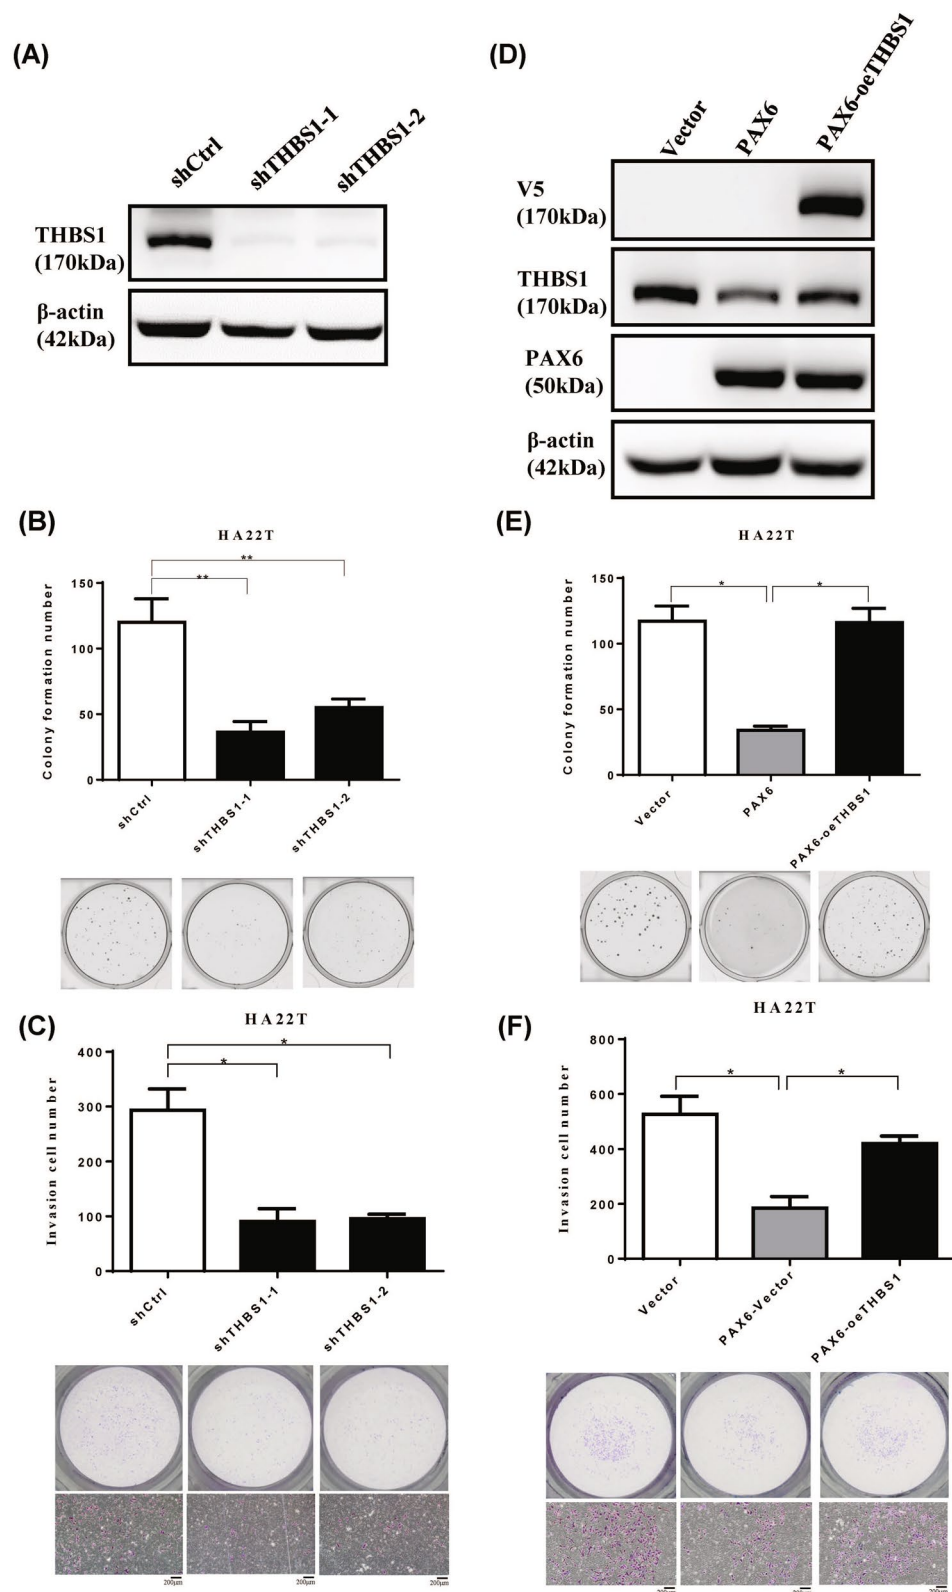 (A)
shCtrl
shTHBS1-1
shTHBS1-2
THBS1
(170kDa)
β-actin
(42kDa)
(D)
Vector
PAX6
PAX6-oeTHBS1
V5
(170kDa)
THBS1
(170kDa)
PAX6
(50kDa)
β-actin
(42kDa)
(B)
HA22T
**
**
Colony formation number
150
100
50
0
shCtrl
shTHBS1-1
shTHBS1-2
(E)
HA22T
*
*
Colony formation number
150
100
50
0
Vector
PAX6
PAX6-oeTHBS1
(C)
HA22T
*
*
Invasion cell number
400
300
200
100
0
shCtrl
shTHBS1-1
shTHBS1-2
200μm
200μm
200μm
(F)
HA22T
*
*
Invasion cell number
800
600
400
200
0
Vector
PAX6-Vector
PAX6-oeTHBS1
200μm
200μm
200μm